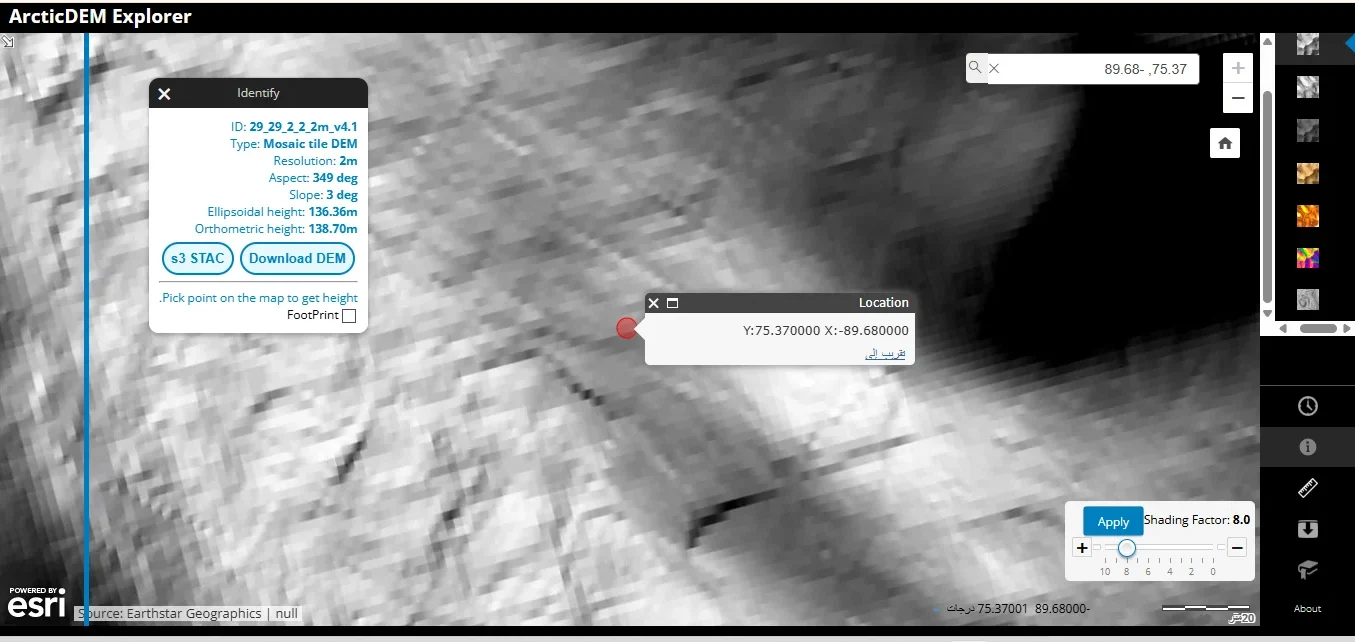 ArcticDEM Explorer
89.68- ,75.37
Identify
ID: 29_29_2_2_2m_v4.1
Type: Mosaic tile DEM
Resolution: 2m
Aspect: 349 deg
Slope: 3 deg
Ellipsoidal height: 136.36m
Orthometric height: 138.70m
s3 STAC
Download DEM
.Pick point on the map to get height
FootPrint
Location
Y:75.370000 X:-89.680000
تقريب إلى
Apply
Shading Factor: 8.0
10 8 6 4 2 0
POWERED BY
esri
Source: Earthstar Geographics | null
درجات 75.37001 89.68000-
About